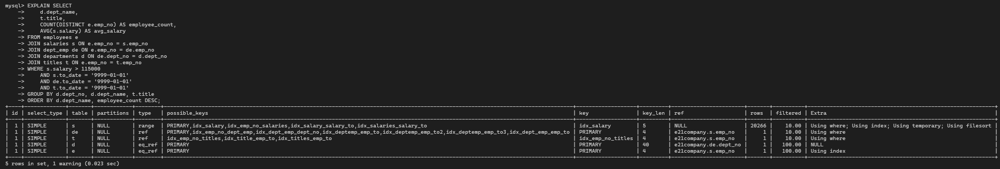 mysql> EXPLAIN SELECT
    ->     d.dept_name,
    ->     t.title,
    ->     COUNT(DISTINCT e.emp_no) AS employee_count,
    ->     AVG(s.salary) AS avg_salary
    -> FROM employees e
    -> JOIN salaries s ON e.emp_no = s.emp_no
    -> JOIN dept_emp de ON e.emp_no = de.emp_no
    -> JOIN departments d ON de.dept_no = d.dept_no
    -> JOIN titles t ON e.emp_no = t.emp_no
    -> WHERE s.salary > 115000
    ->     AND s.to_date = '9999-01-01'
    ->     AND de.to_date = '9999-01-01'
    ->     AND t.to_date = '9999-01-01'
    -> GROUP BY d.dept_no, d.dept_name, t.title
    -> ORDER BY d.dept_name, employee_count DESC;
| id | select_type | table | partitions | type | possible_keys | key | key_len | ref | rows | filtered | Extra |
| 1 | SIMPLE | s | NULL | range | PRIMARY,idx_salary,idx_emp_no_salaries,idx_salary_salary_to,idx_salaries_salary_to | idx_salary | 5 | NULL | 20266 | 10.00 | Using where; Using index; Using temporary; Using filesort |
| 1 | SIMPLE | de | NULL | ref | PRIMARY,idx_emp_no_dept_emp,idx_dept_emp_dept_no,idx_deptemp_emp_to,idx_deptemp_emp_to2,idx_deptemp_emp_to3,idx_dept_emp_emp_to | PRIMARY | 4 | e21company.s.emp_no | 1 | 10.00 | Using where |
| 1 | SIMPLE | t | NULL | ref | idx_emp_no_titles,idx_title_emp_to,idx_titles_emp_to | idx_emp_no_titles | 4 | e21company.s.emp_no | 1 | 10.00 | Using where |
| 1 | SIMPLE | d | NULL | eq_ref | PRIMARY | PRIMARY | 40 | e21company.de.dept_no | 1 | 100.00 | NULL |
| 1 | SIMPLE | e | NULL | eq_ref | PRIMARY | PRIMARY | 4 | e21company.s.emp_no | 1 | 100.00 | Using index |
5 rows in set, 1 warning (0.023 sec)